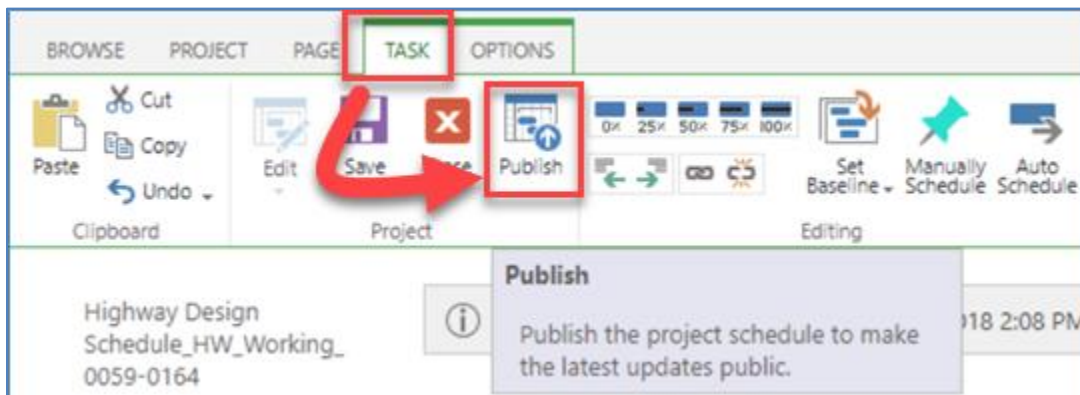 BROWSE PROJECT PAGE TASK OPTIONS
Cut
Copy
Paste
Undo
Edit
Save
Publish
0% 25% 50% 75% 100%
Set
Baseline
Manually
Schedule
Auto
Schedule
Clipboard
Project
Editing
Publish
Publish the project schedule to make
the latest updates public.
Highway Design
Schedule_HW_Working_
0059-0164
2:08 PM